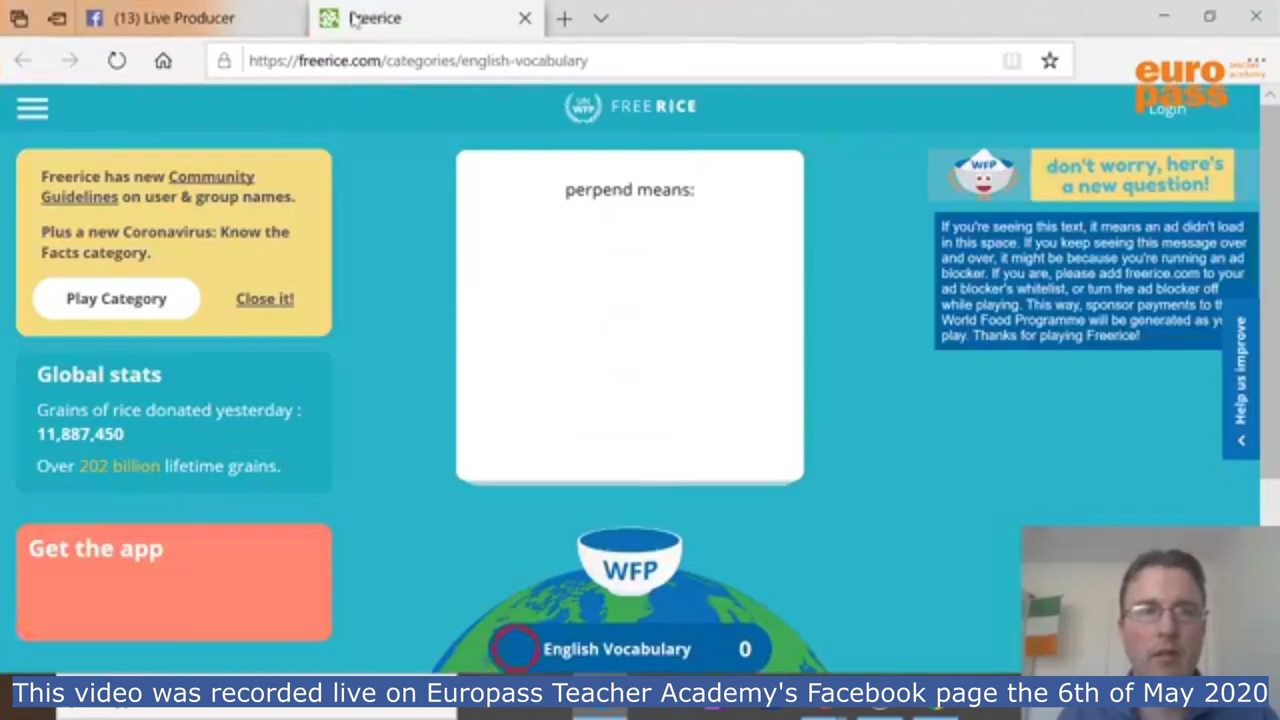 (13) Live Producer
Freerice
https://freerice.com/categories/english-vocabulary
euro
pass
teacher
academy
Login
UN
WFP
FREERICE
Freerice has new Community
Guidelines on user & group names.
Plus a new Coronavirus: Know the
Facts category.
Play Category
Close it!
Global stats
Grains of rice donated yesterday :
11,887,450
Over 202 billion lifetime grains.
Get the app
perpend means:
WFP
don't worry, here's
a new question!
If you're seeing this text, it means an ad didn't load
in this space. If you keep seeing this message over
and over, it might be because you're running an ad
blocker. If you are, please add freerice.com to your
ad blocker's whitelist, or turn the ad blocker off
while playing. This way, sponsor payments to
World Food Programme will be generated as
play. Thanks for playing Freerice!
Help us improve
WFP
English Vocabulary
0
This video was recorded live on Europass Teacher Academy's Facebook page the 6th of May 2020